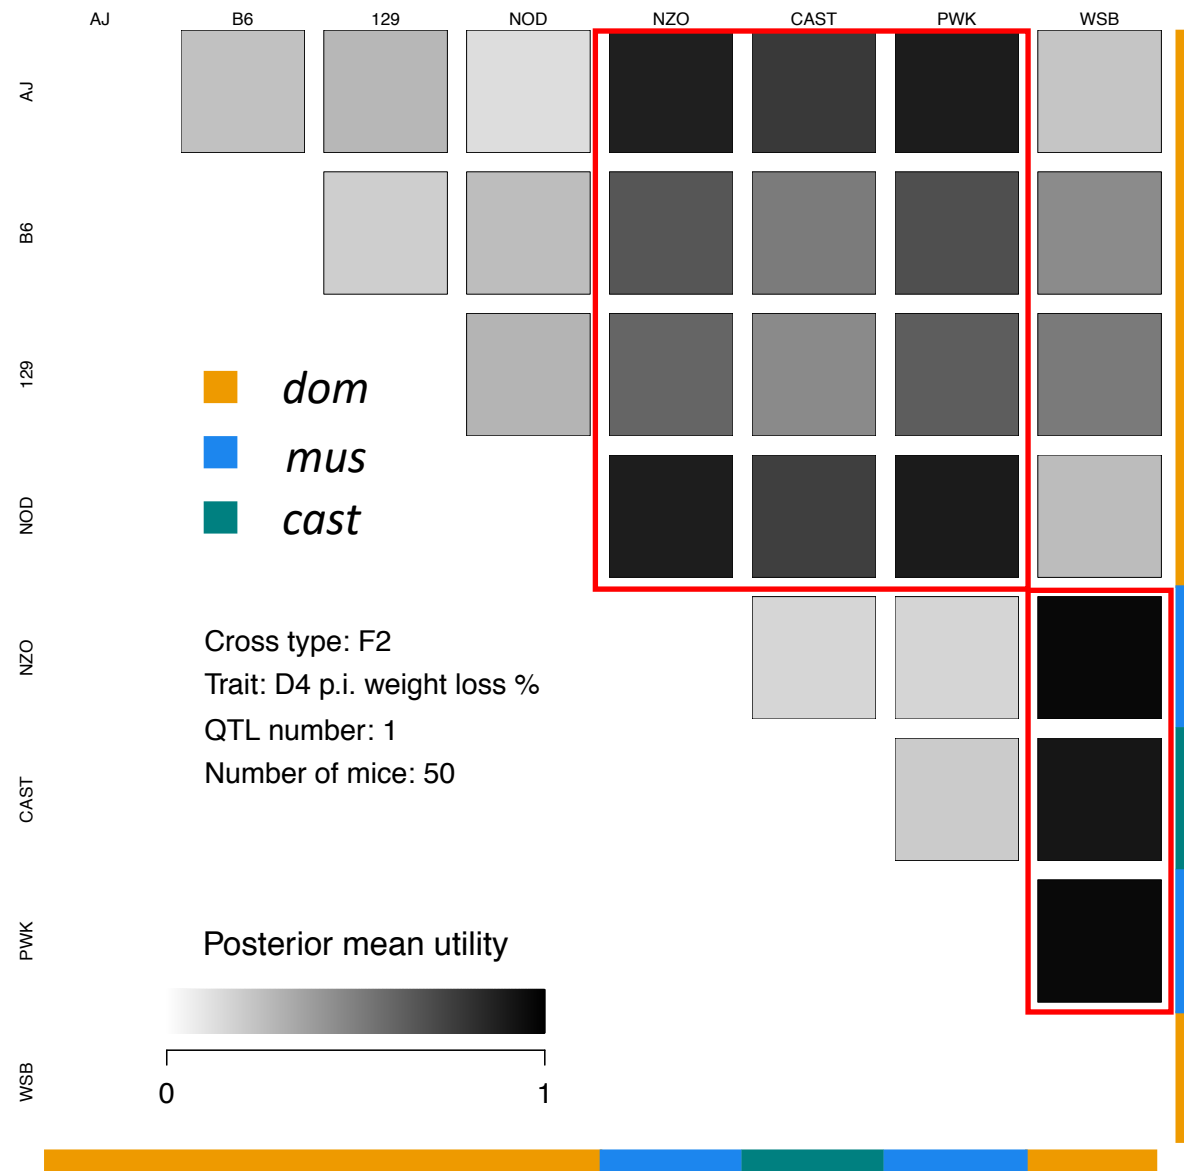 AJ B6 129 NOD NZO CAST PWK WSB
AJ
B6
129
NOD
NZO
CAST
PWK
WSB
dom
mus
cast
Cross type: F2
Trait: D4 p.i. weight loss %
QTL number: 1
Number of mice: 50
Posterior mean utility
0 1